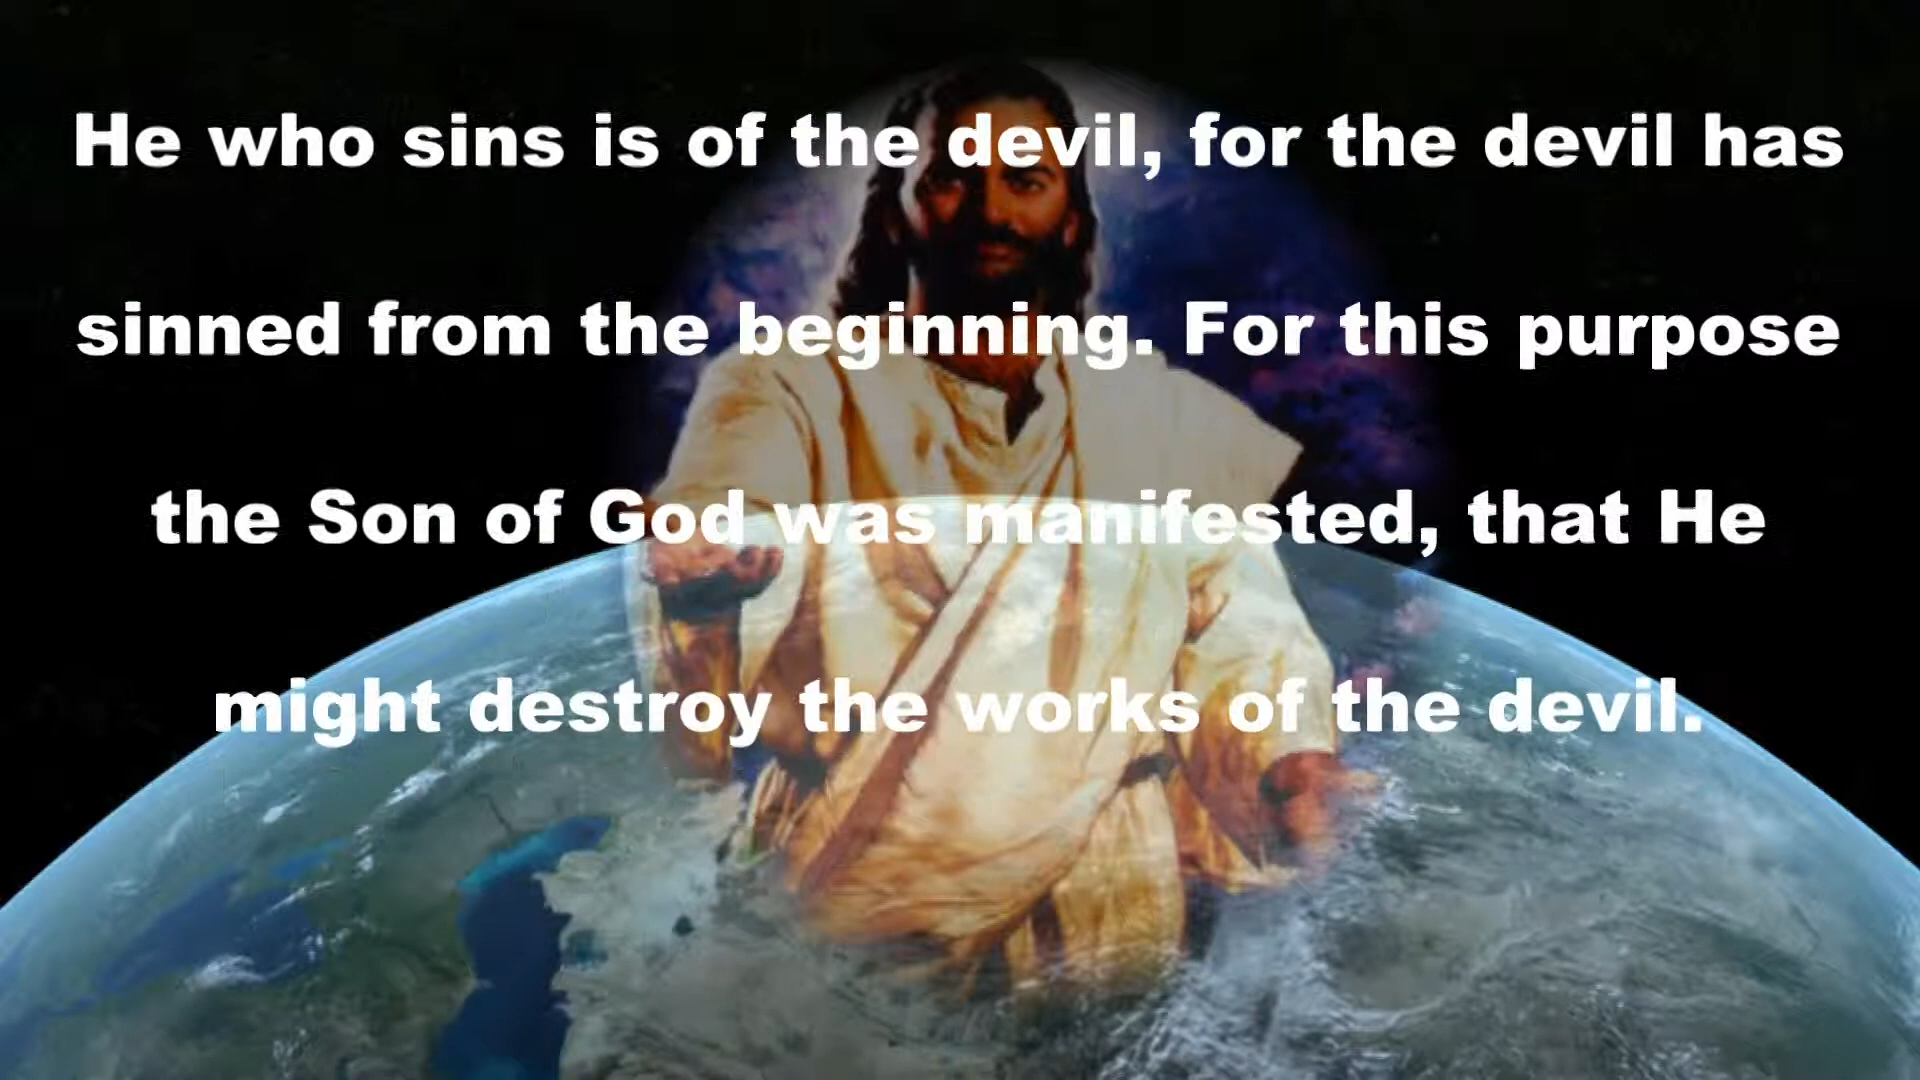 He who sins is of the devil, for the devil has
sinned from the beginning. For this purpose
the Son of God was manifested, that He
might destroy the works of the devil.